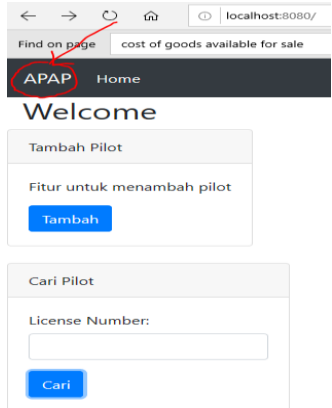 localhost:8080/
Find on page cost of goods available for sale
APAP Home
Welcome
Tambah Pilot
Fitur untuk menambah pilot
Tambah
Cari Pilot
License Number:
Cari